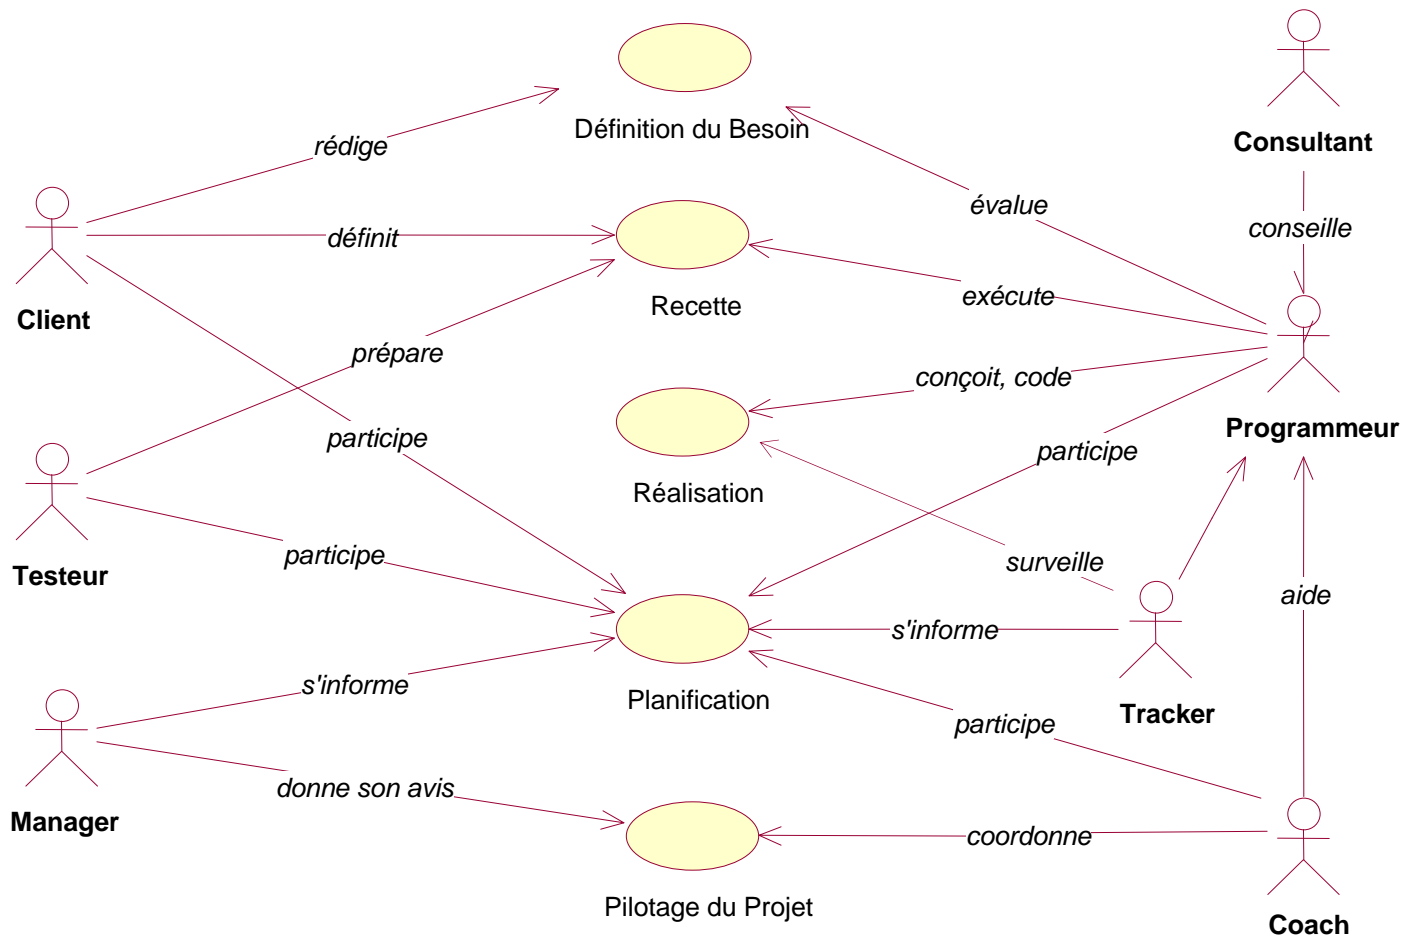 Définition du Besoin
Consultant
rédige
évalue
conseille
définit
exécute
Recette
Client
prépare
conçoit, code
participe
Programmeur
participe
Réalisation
participe
surveille
Testeur
aide
s'informe
s'informe
Planification
Tracker
participe
donne son avis
Manager
coordonne
Pilotage du Projet
Coach